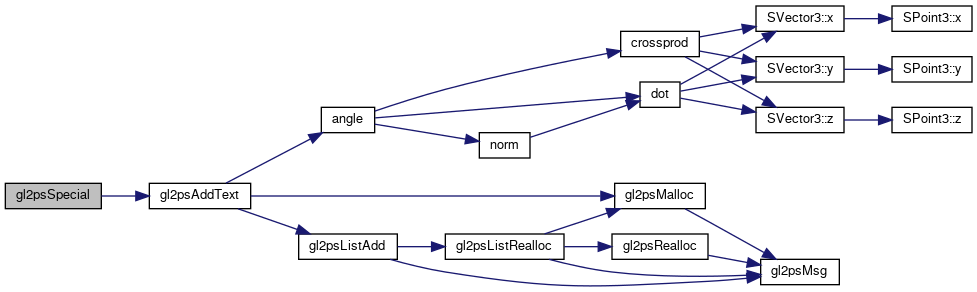 SVector3::x
SPoint3::x
crossprod
SVector3::y
SPoint3::y
dot
angle
SVector3::z
SPoint3::z
norm
gl2psSpecial
gl2psAddText
gl2psMalloc
gl2psListAdd
gl2psListRealloc
gl2psRealloc
gl2psMsg